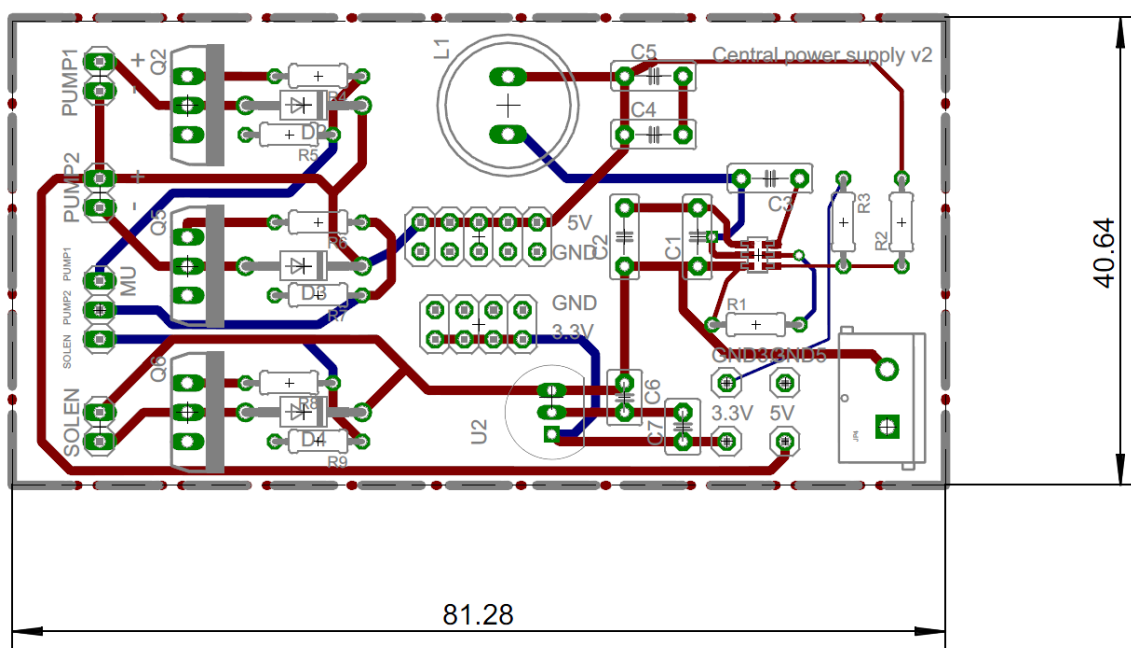 PUMP1
+
-
Q2
R4
D2
R5
L1
C5
C4
Central power supply v2
PUMP2
+
-
Q5
R6
D3
R7
5V
GND
C2
C1
C3
R3
R2
PUMP1
PUMP2
SOLEN
MU
GND
3.3V
R1
GND3
GND5
SOLEN
Q6
R8
D4
R9
U2
C6
C7
3.3V
5V
JP4
40.64
81.28